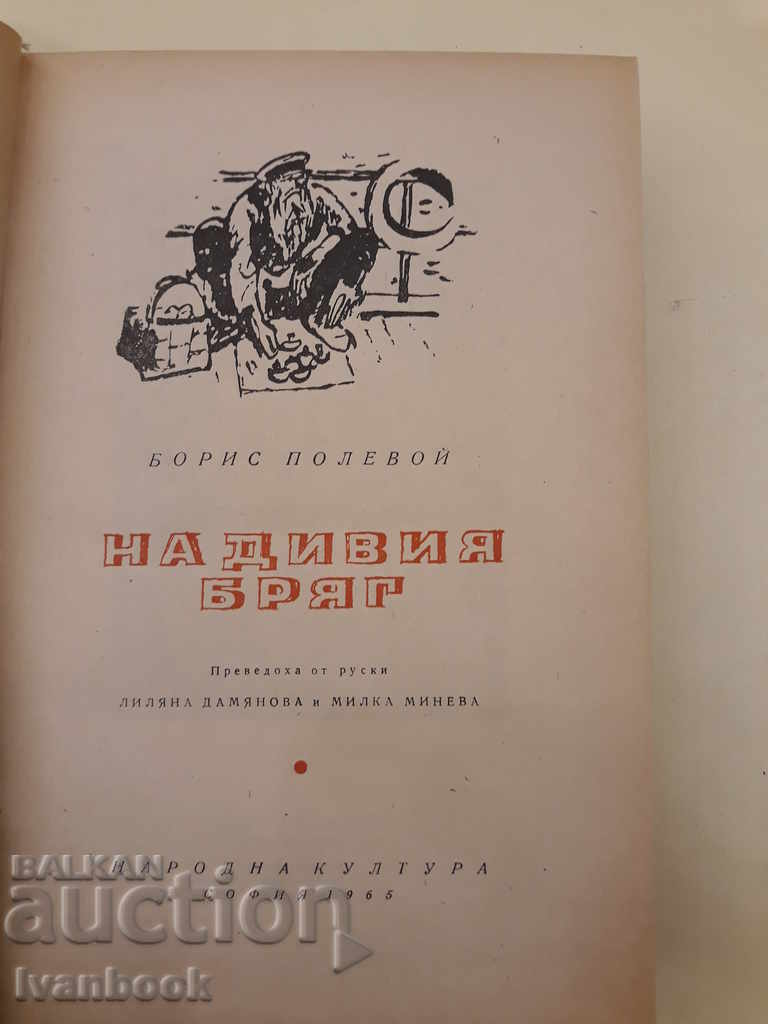 БОРИС ПОЛЕВОЙ
НА ДИВИЯ
БРЯГ
Преведоха от руски
ЛИЛЯНА ДАМЯНОВА и МИЛКА МИНЕВА
НАРОДНА КУЛТУРА
СОФИЯ 1965
BALKAN
auction
Ivanbook